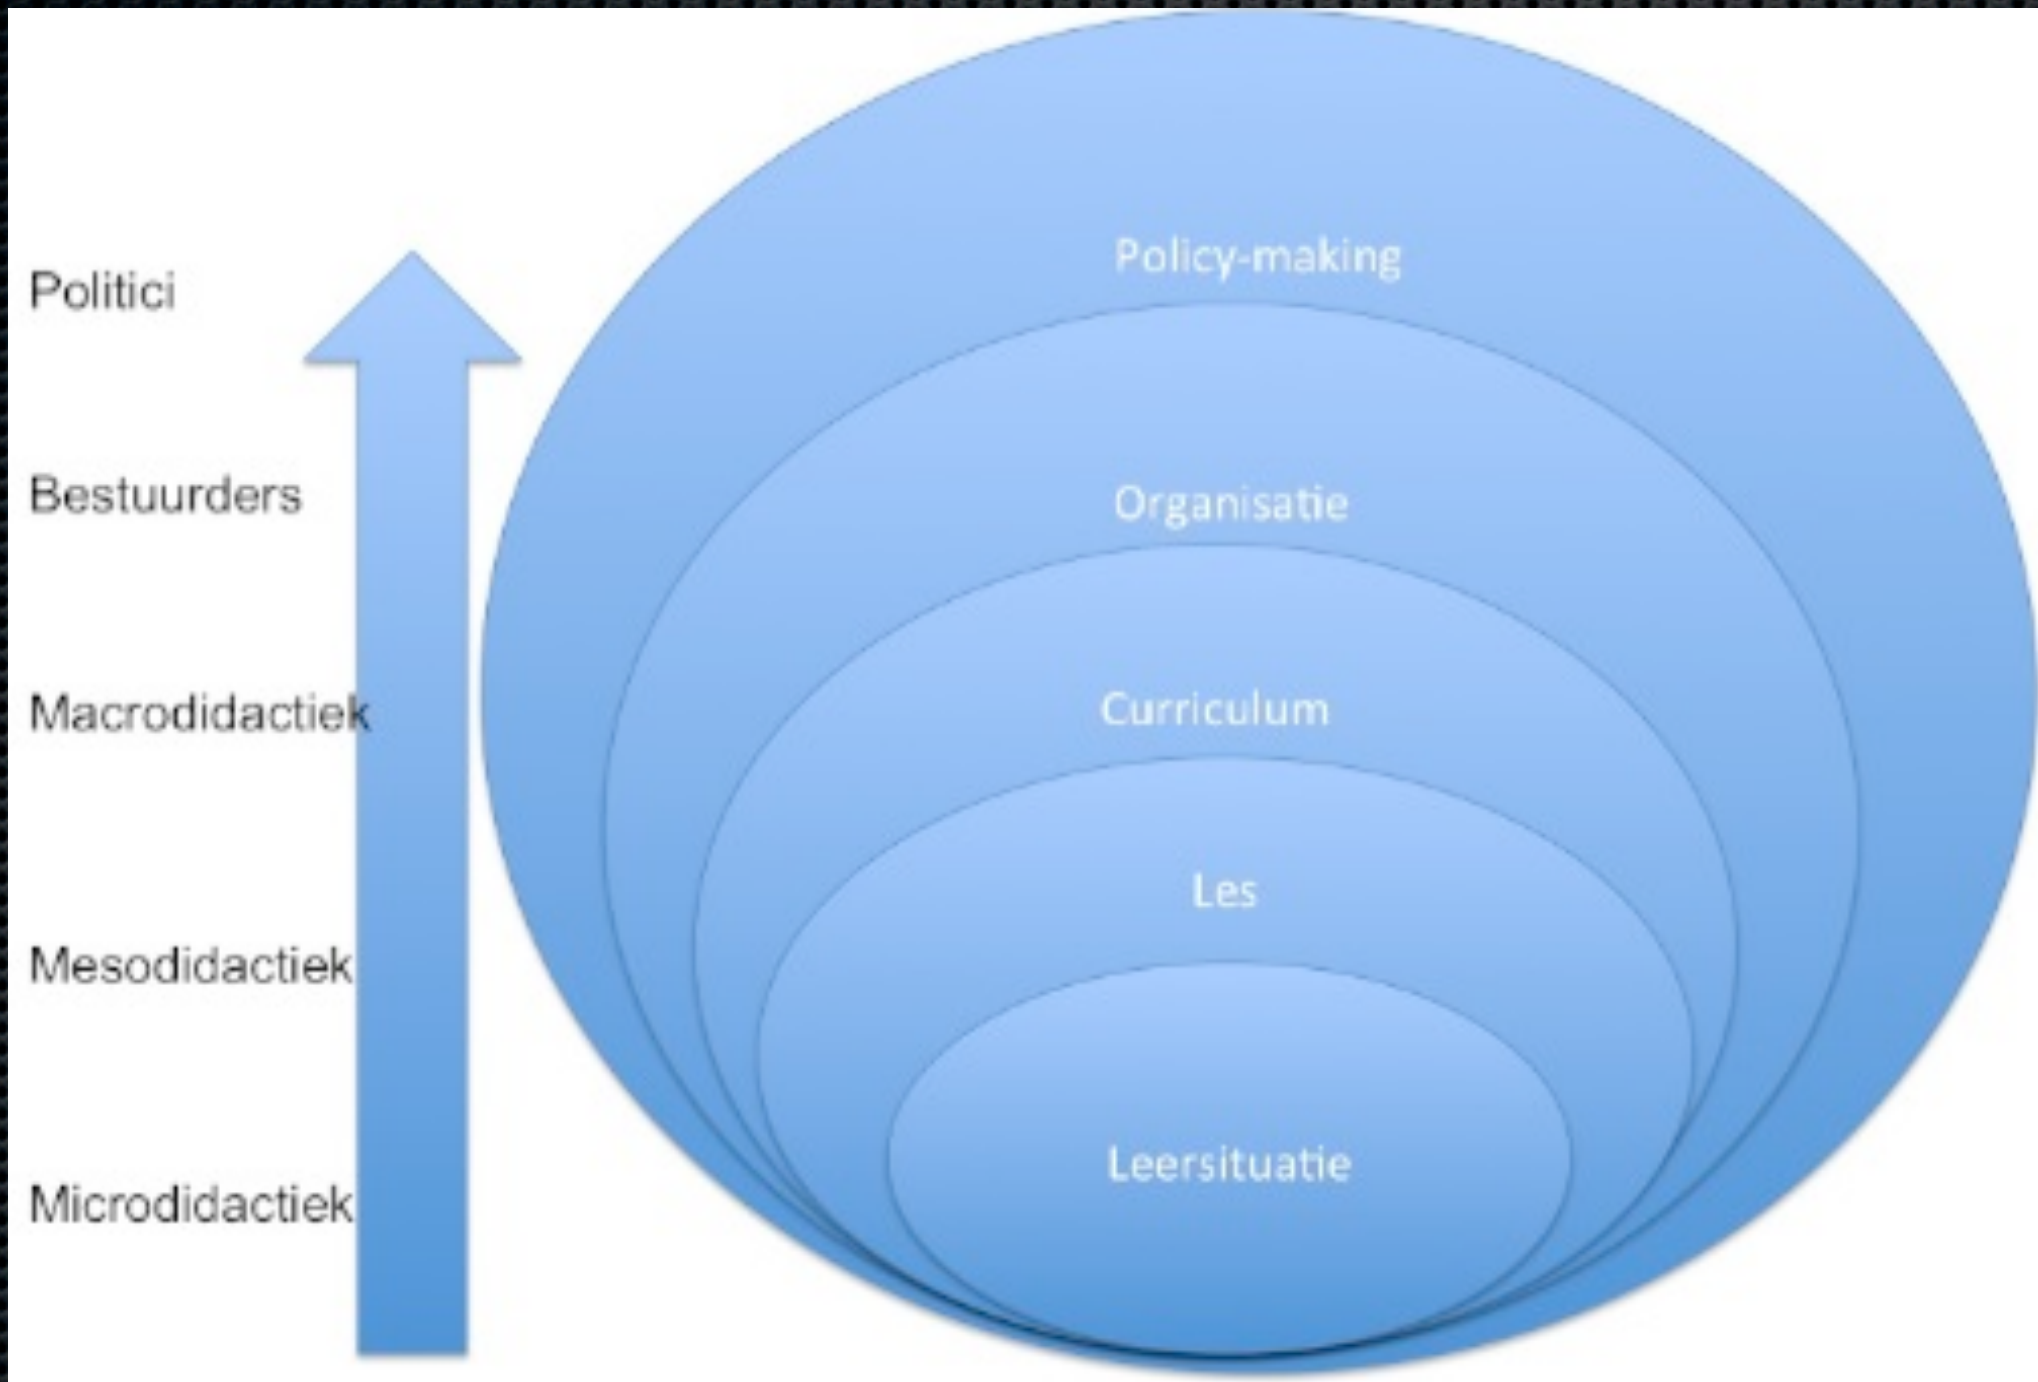 Politici
Bestuurders
Macrodidactiek
Mesodidactiek
Microdidactiek
Policy-making
Organisatie
Curriculum
Les
Leersituatie